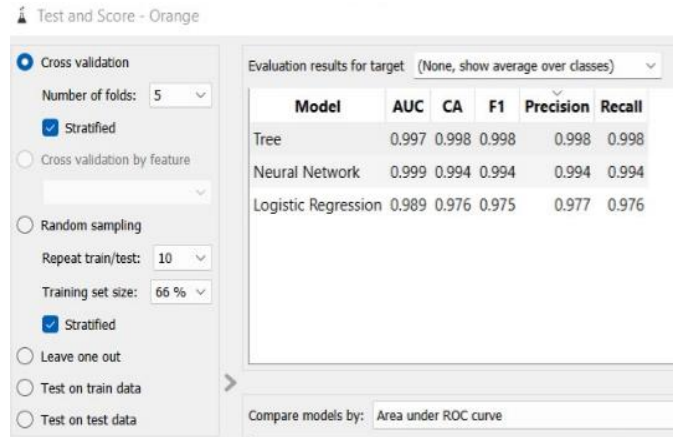 Test and Score - Orange
Cross validation
Number of folds: 5
Stratified
Cross validation by feature
Random sampling
Repeat train/test: 10
Training set size: 66 %
Stratified
Leave one out
Test on train data
Test on test data
Evaluation results for target (None, show average over classes)
Model AUC CA F1 Precision Recall
Tree 0.997 0.998 0.998 0.998 0.998
Neural Network 0.999 0.994 0.994 0.994 0.994
Logistic Regression 0.989 0.976 0.975 0.977 0.976
Compare models by: Area under ROC curve